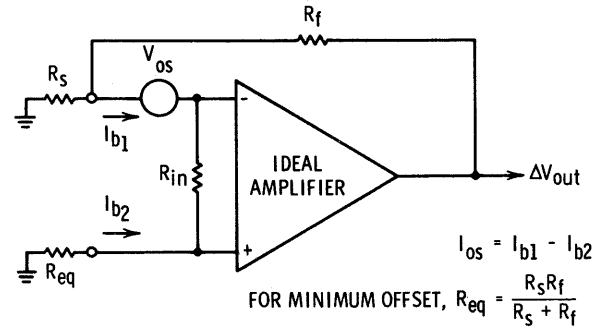 Rf
Vos
Rs
Ib1
-
Rin
IDEAL
AMPLIFIER
ΔVout
Ib2
+
Req
Ios = Ib1 - Ib2
FOR MINIMUM OFFSET, Req = RsRf / Rs + Rf